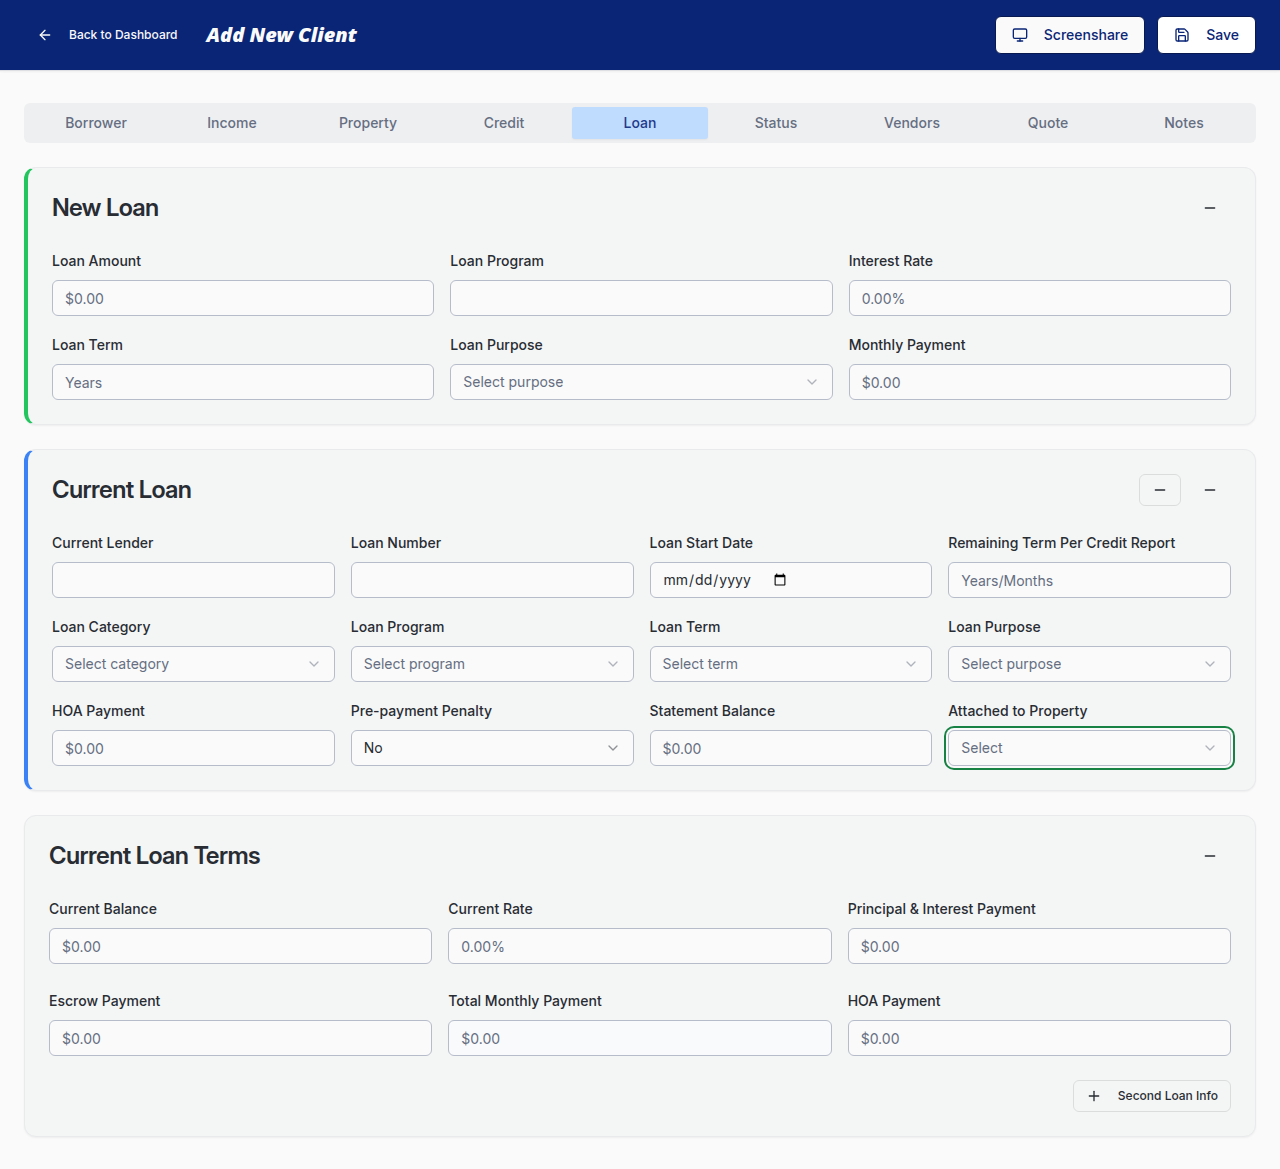 Back to Dashboard
Add New Client
Screenshare
Save
Borrower
Income
Property
Credit
Loan
Status
Vendors
Quote
Notes
New Loan
Loan Amount
Loan Program
Interest Rate
$0.00
0.00%
Loan Term
Loan Purpose
Monthly Payment
Years
Select purpose
$0.00
Current Loan
Current Lender
Loan Number
Loan Start Date
Remaining Term Per Credit Report
mm/dd/yyyy
Years/Months
Loan Category
Loan Program
Loan Term
Loan Purpose
Select category
Select program
Select term
Select purpose
HOA Payment
Pre-payment Penalty
Statement Balance
Attached to Property
$0.00
No
$0.00
Select
Current Loan Terms
Current Balance
Current Rate
Principal & Interest Payment
$0.00
0.00%
$0.00
Escrow Payment
Total Monthly Payment
HOA Payment
$0.00
$0.00
$0.00
Second Loan Info